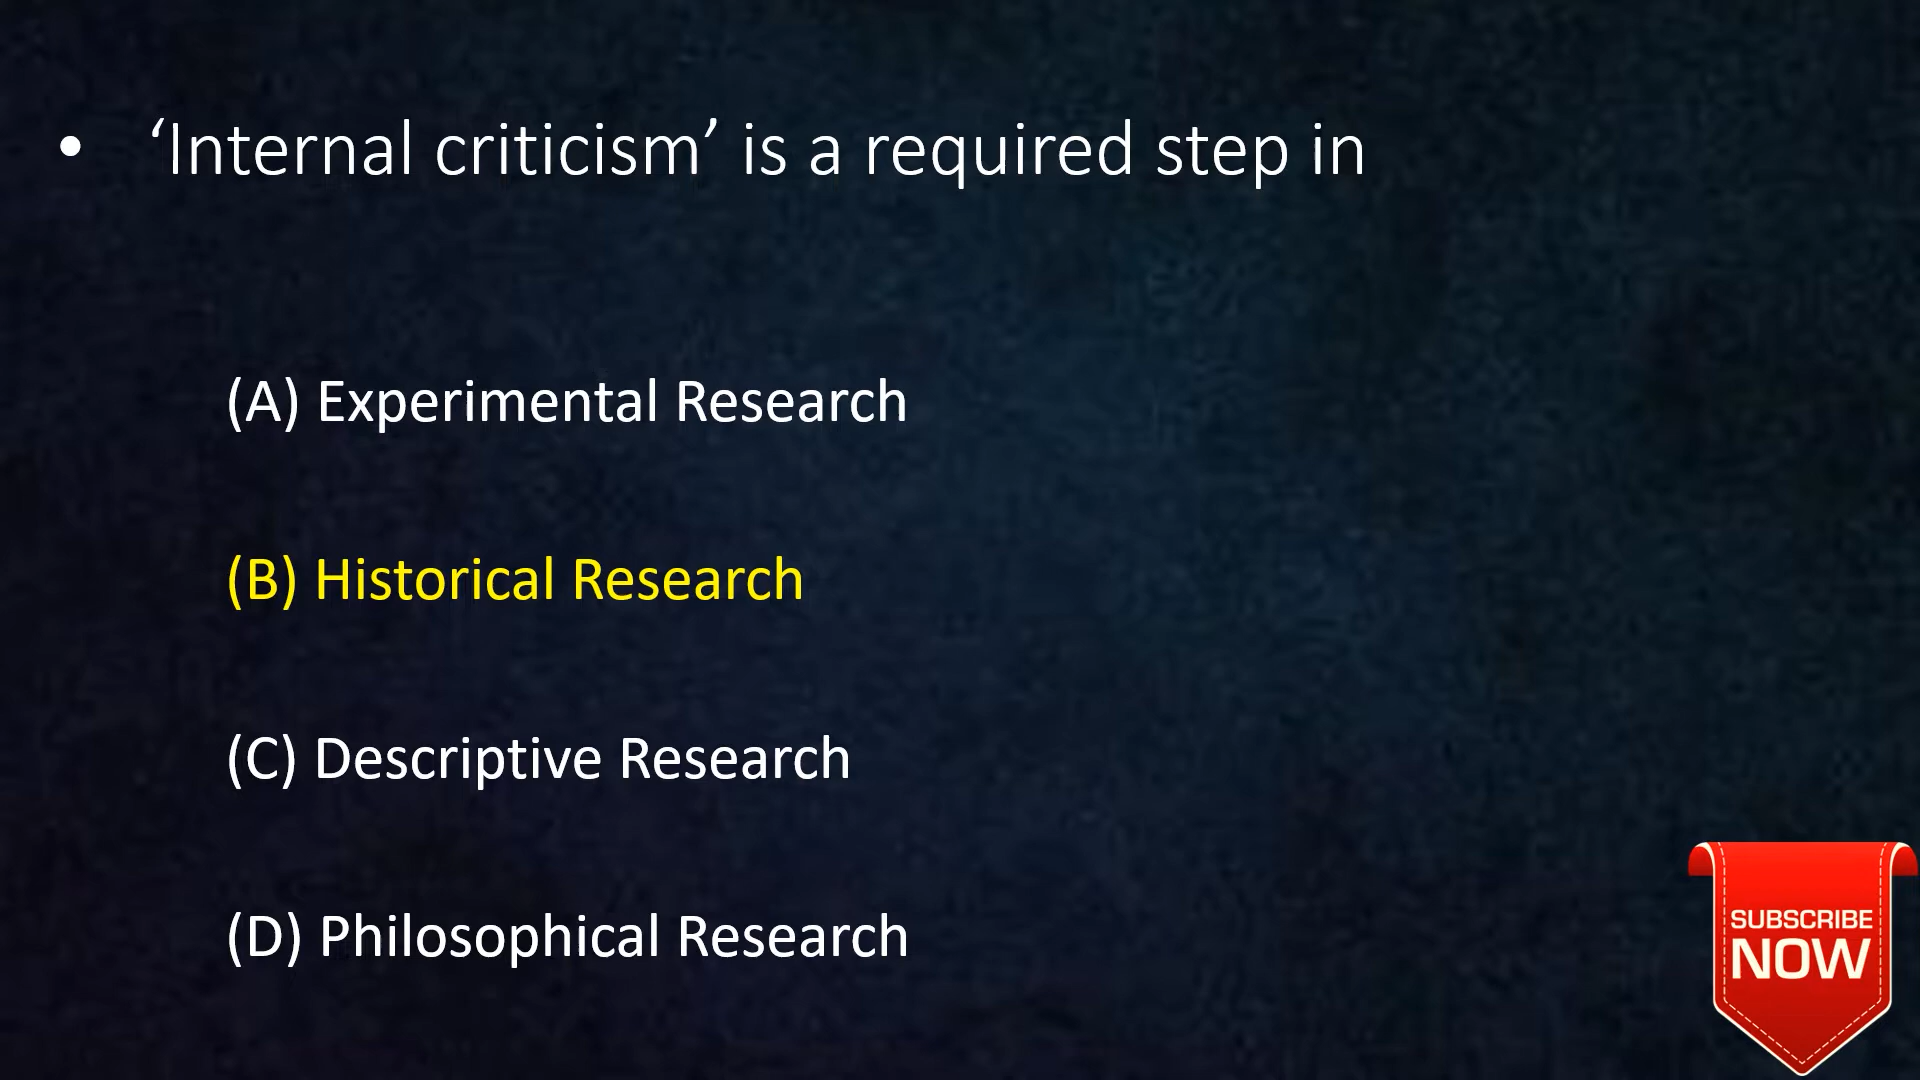 • ‘Internal criticism’ is a required step in
(A) Experimental Research
(B) Historical Research
(C) Descriptive Research
(D) Philosophical Research
SUBSCRIBE
NOW